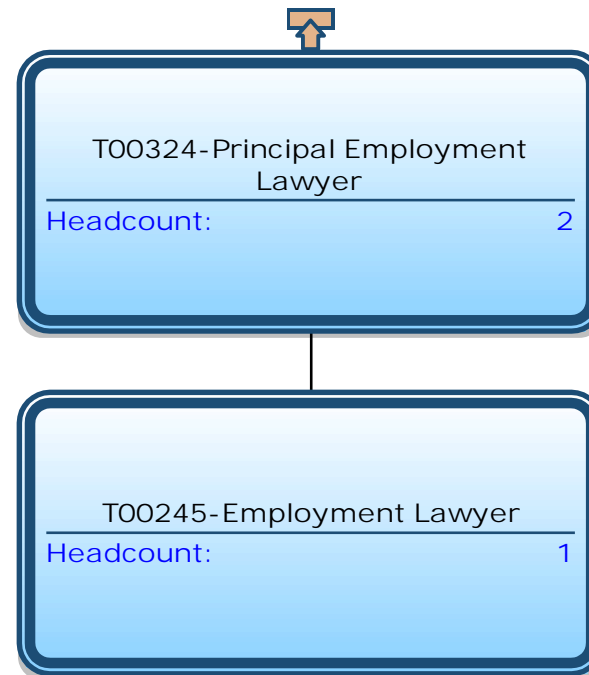 T00324-Principal Employment
Lawyer
Headcount: 2
T00245-Employment Lawyer
Headcount: 1